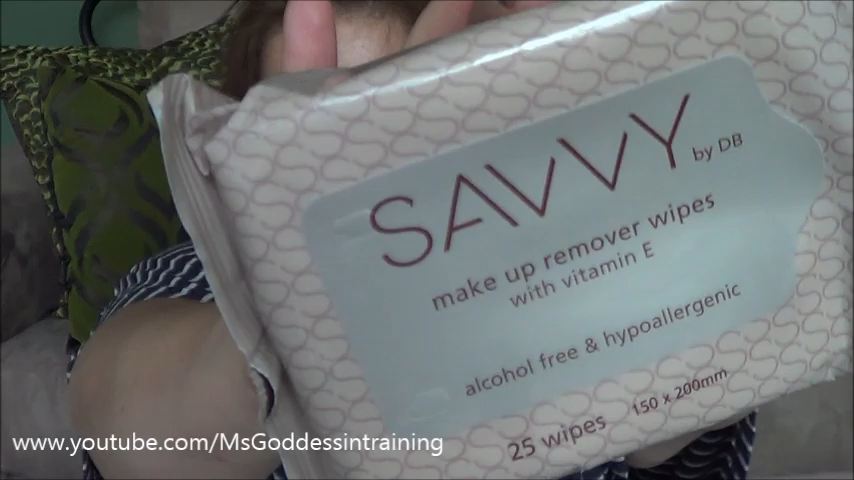 SAVVY by DB
make up remover wipes
with vitamin E
alcohol free & hypoallergenic
25 wipes 150 x 200mm
www.youtube.com/MsGoddessintraining